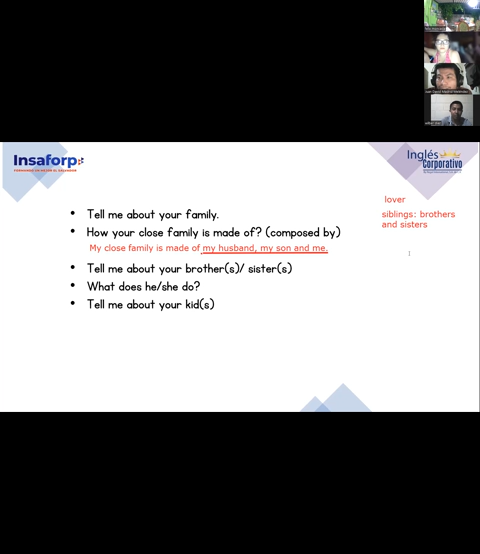 Insaforp
Inglés
Corporativo
lover
siblings: brothers
and sisters
Tell me about your family.
How your close family is made of? (composed by)
My close family is made of my husband, my son and me.
Tell me about your brother(s)/ sister(s)
What does he/she do?
Tell me about your kid(s)